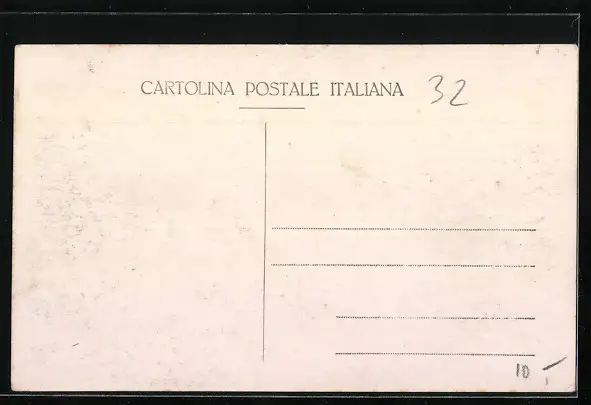 CARTOLINA POSTALE ITALIANA 32
10,-